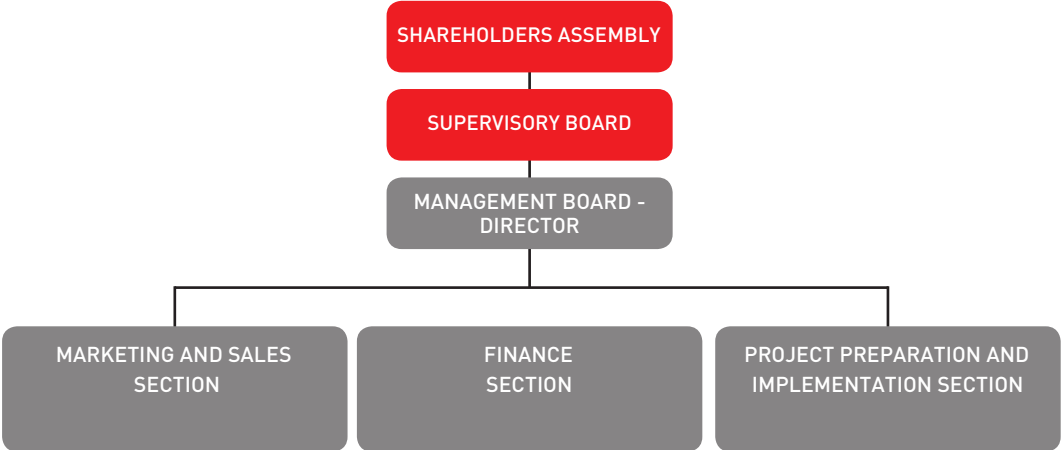 SHAREHOLDERS ASSEMBLY
SUPERVISORY BOARD
MANAGEMENT BOARD -
DIRECTOR
MARKETING AND SALES
SECTION
FINANCE
SECTION
PROJECT PREPARATION AND
IMPLEMENTATION SECTION